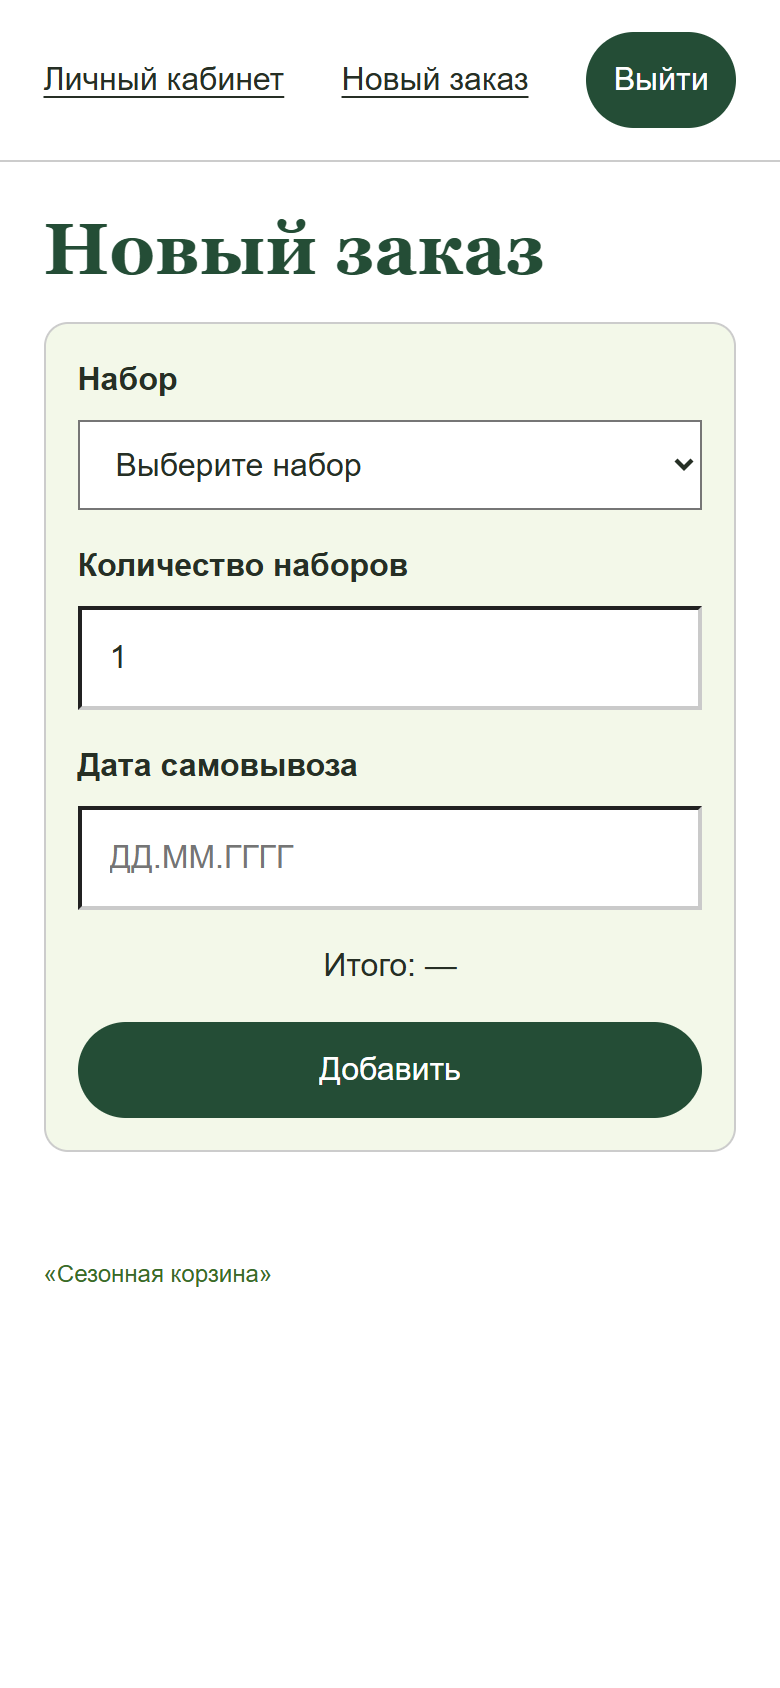 Личный кабинет Новый заказ Выйти
Новый заказ
Набор
Выберите набор
Количество наборов
1
Дата самовывоза
ДД.ММ.ГГГГ
Итого: —
Добавить
«Сезонная корзина»